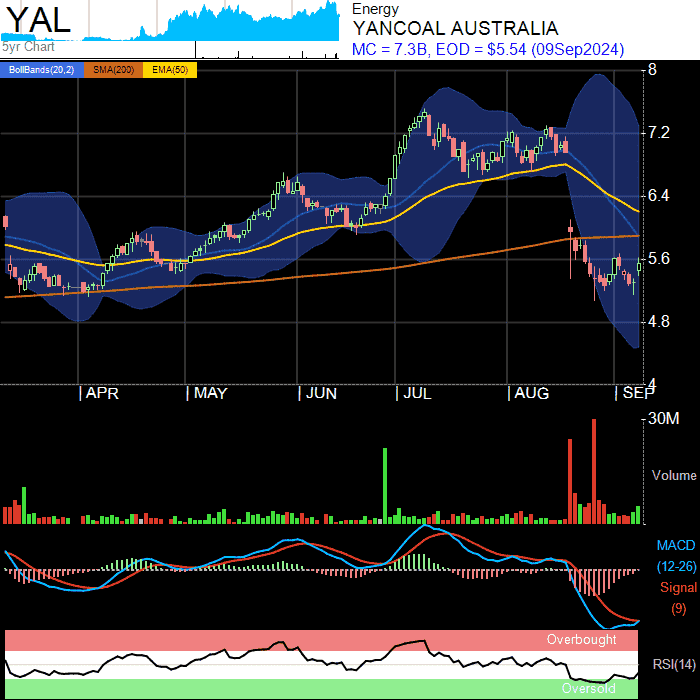 YAL
5yr Chart
Energy
YANCOAL AUSTRALIA
MC = 7.3B, EOD = $5.54 (09Sep2024)
BollBands(20,2) SMA(200) EMA(50)
8
7.2
6.4
5.6
4.8
4
APR MAY JUN JUL AUG SEP
30M
Volume
MACD
(12-26)
Signal
(9)
Overbought
RSI(14)
Oversold